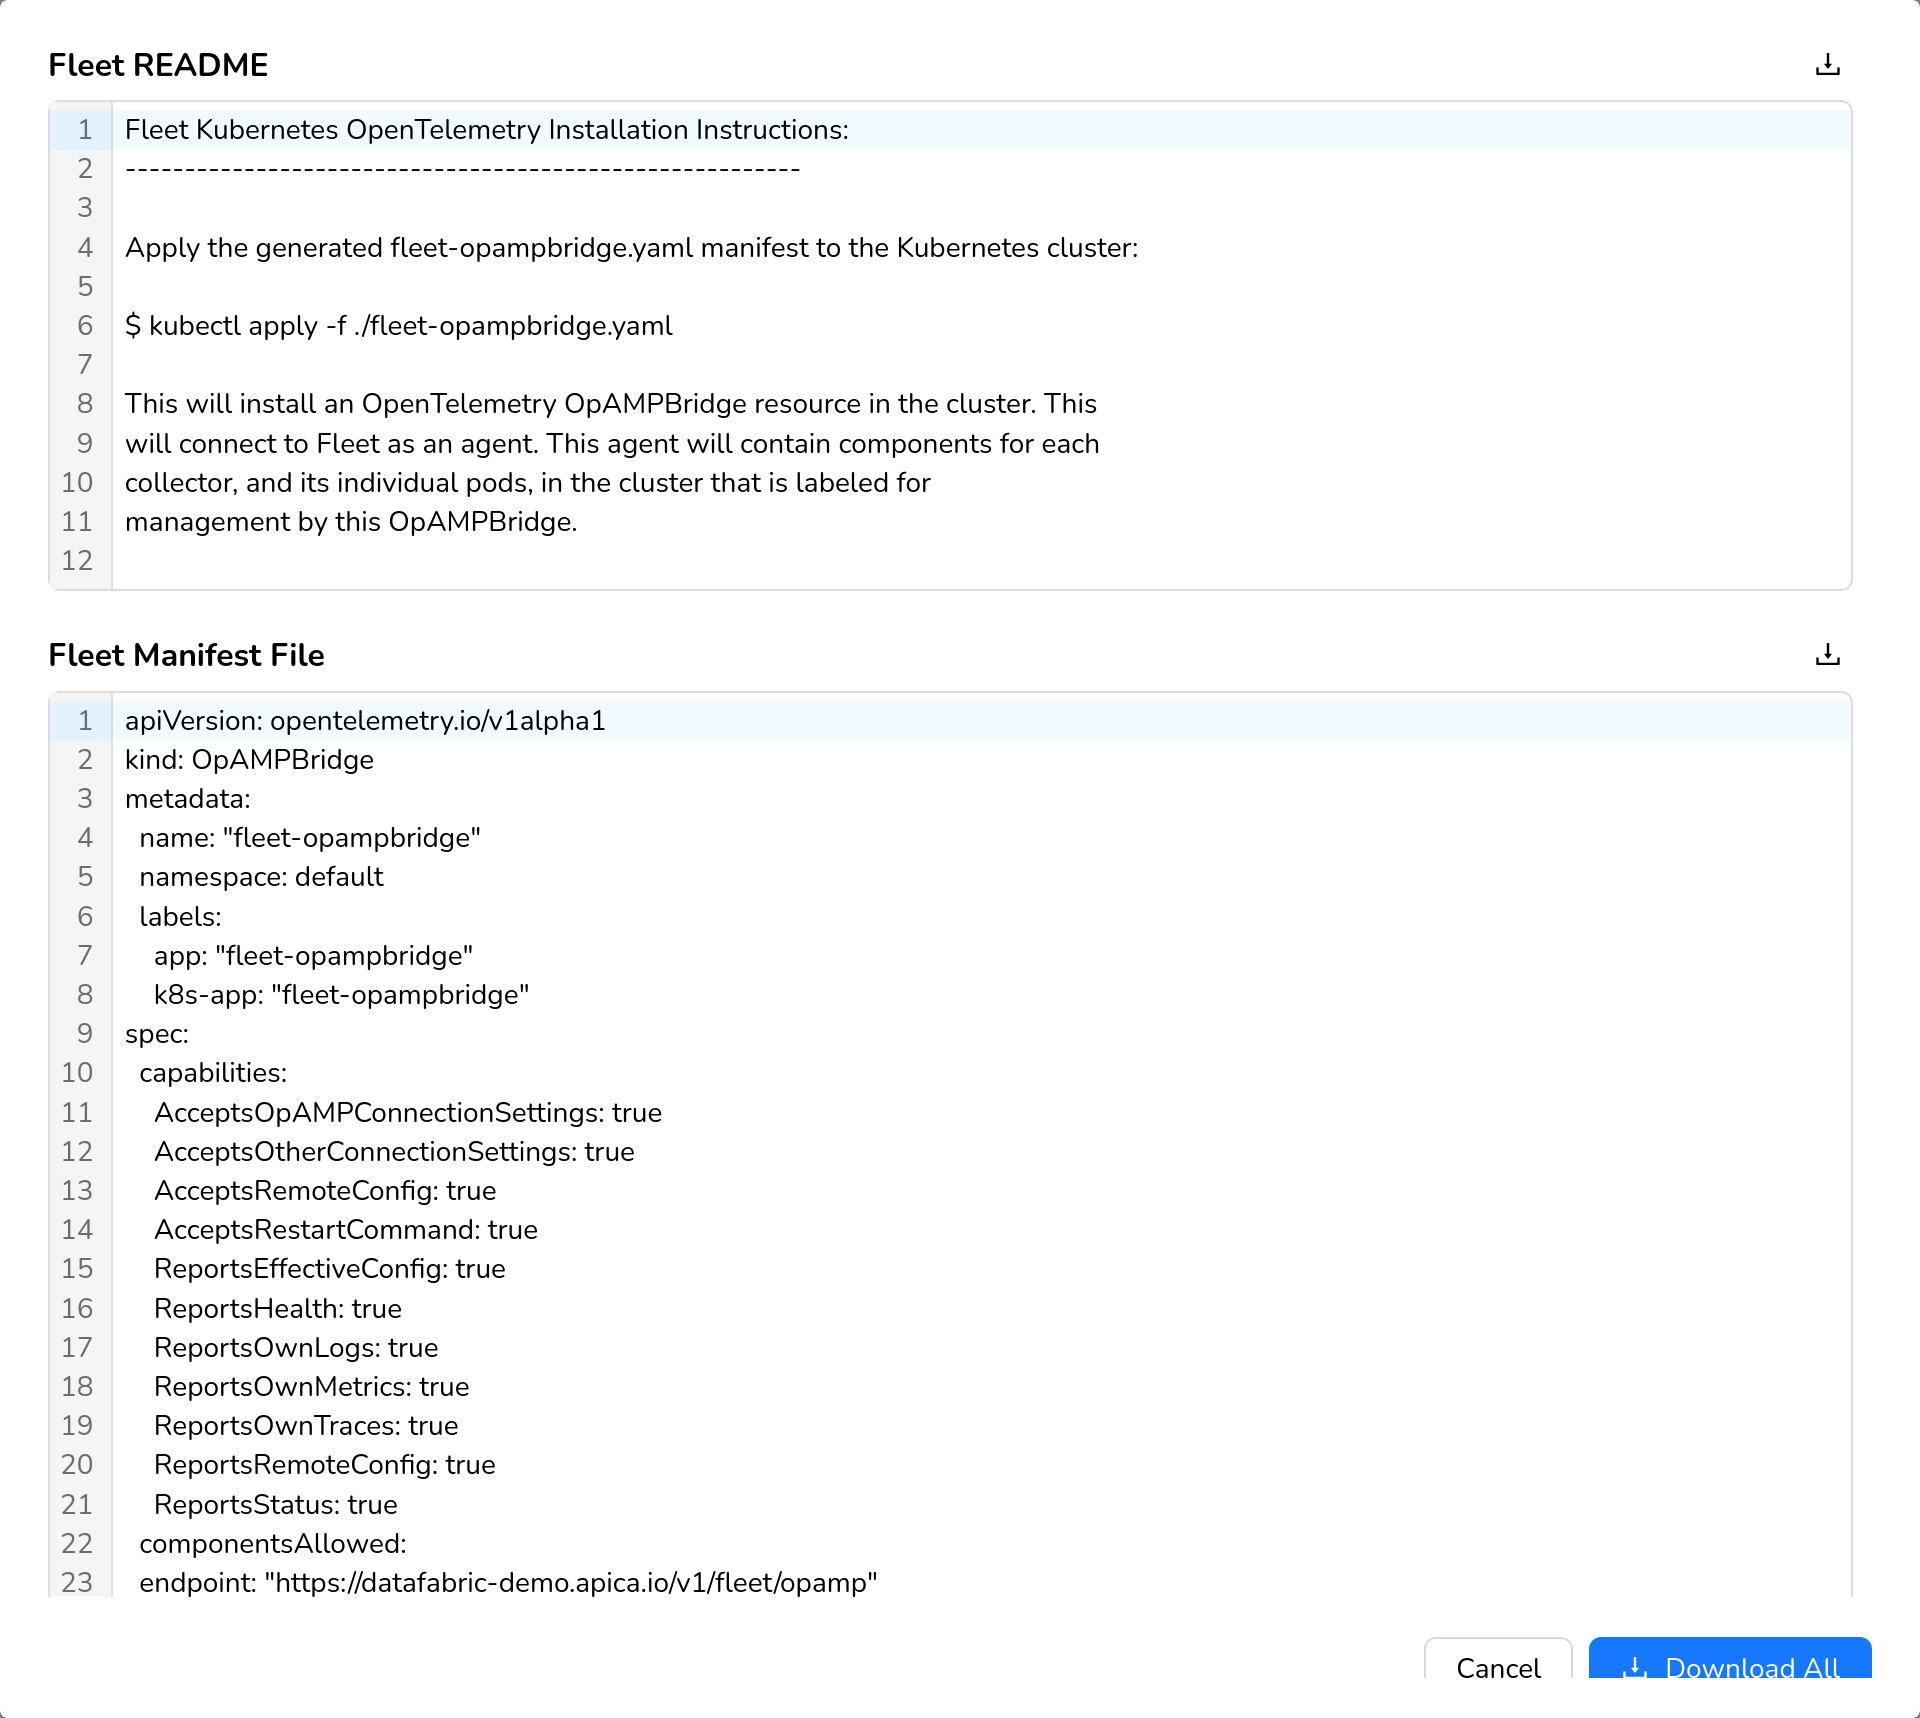 Fleet README
1 Fleet Kubernetes OpenTelemetry Installation Instructions:
2 ---------------------------------------------------------
3
4 Apply the generated fleet-opampbridge.yaml manifest to the Kubernetes cluster:
5
6 $ kubectl apply -f ./fleet-opampbridge.yaml
7
8 This will install an OpenTelemetry OpAMPBridge resource in the cluster. This
9 will connect to Fleet as an agent. This agent will contain components for each
10 collector, and its individual pods, in the cluster that is labeled for
11 management by this OpAMPBridge.
12
Fleet Manifest File
1 apiVersion: opentelemetry.io/v1alpha1
2 kind: OpAMPBridge
3 metadata:
4   name: "fleet-opampbridge"
5   namespace: default
6   labels:
7     app: "fleet-opampbridge"
8     k8s-app: "fleet-opampbridge"
9 spec:
10   capabilities:
11     AcceptsOpAMPConnectionSettings: true
12     AcceptsOtherConnectionSettings: true
13     AcceptsRemoteConfig: true
14     AcceptsRestartCommand: true
15     ReportsEffectiveConfig: true
16     ReportsHealth: true
17     ReportsOwnLogs: true
18     ReportsOwnMetrics: true
19     ReportsOwnTraces: true
20     ReportsRemoteConfig: true
21     ReportsStatus: true
22   componentsAllowed:
23   endpoint: "https://datafabric-demo.apica.io/v1/fleet/opamp"
Cancel Download All